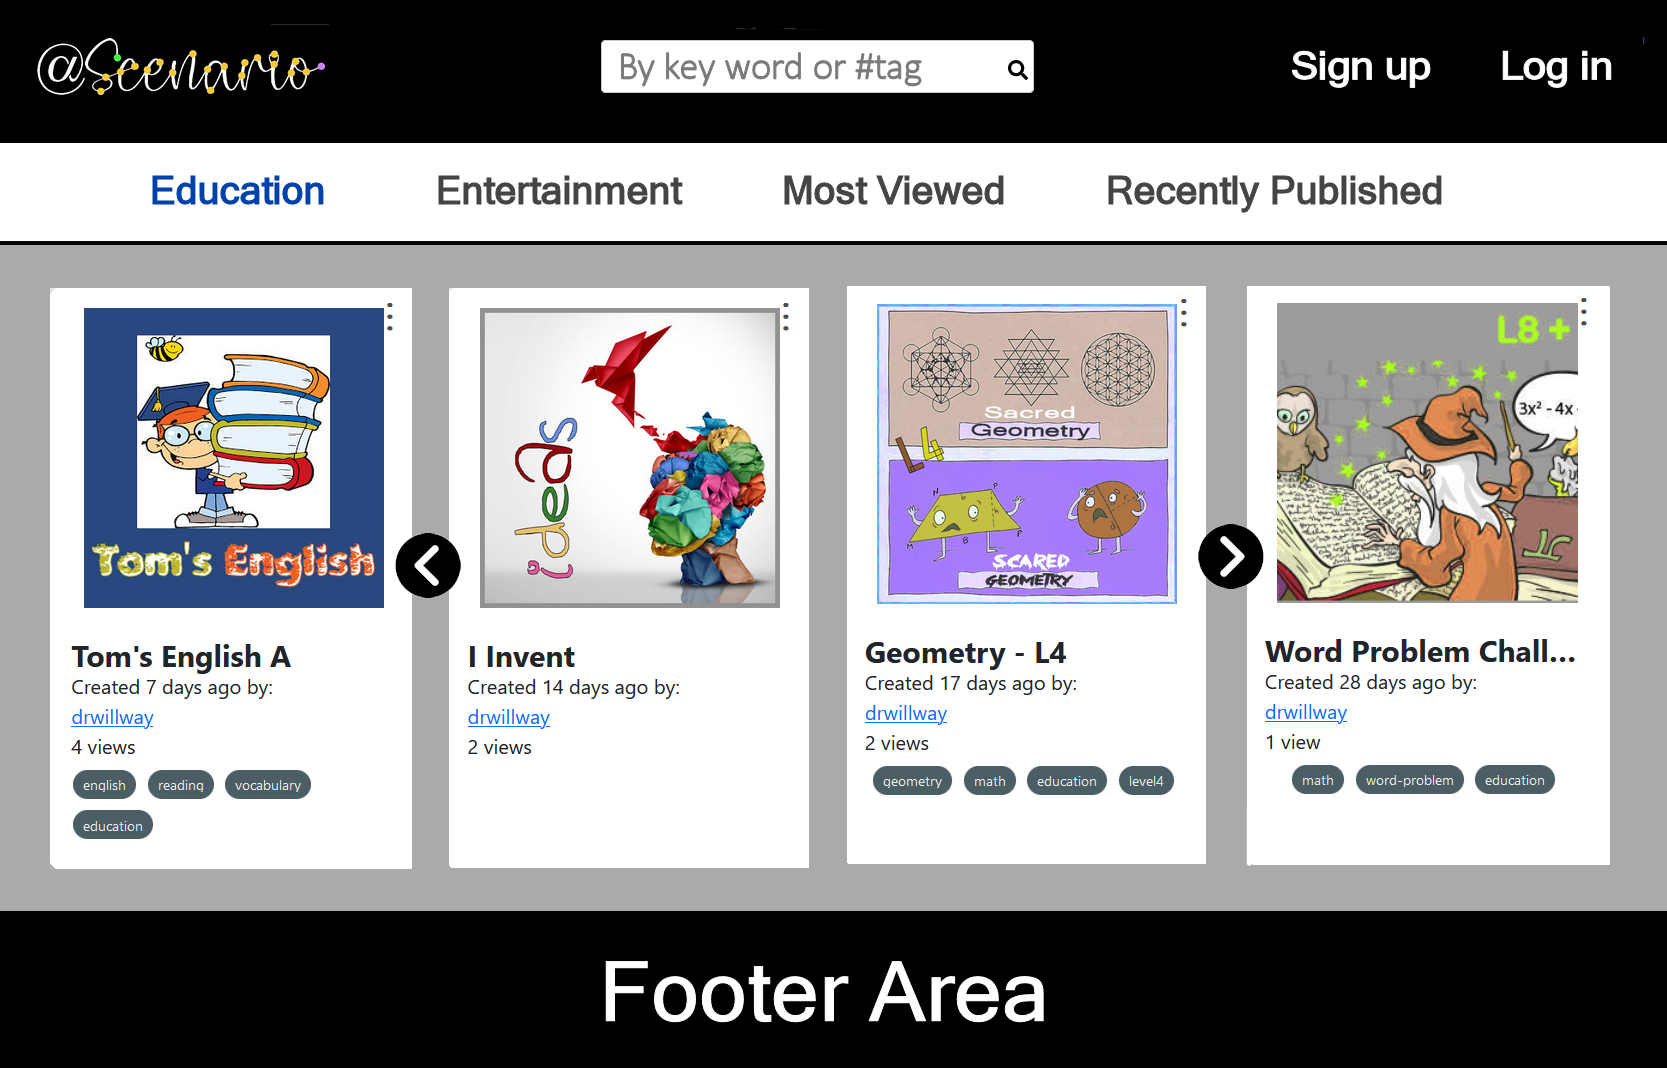 @Scenario
By key word or #tag
Sign up
Log in
Education
Entertainment
Most Viewed
Recently Published
Tom's English
Tom's English A
Created 7 days ago by:
drwillway
4 views
english
reading
vocabulary
education
ideas
I Invent
Created 14 days ago by:
drwillway
2 views
Sacred
Geometry
L4
N
b
P
h
M
B
P
SCARED
GEOMETRY
Geometry - L4
Created 17 days ago by:
drwillway
2 views
geometry
math
education
level4
L8 +
3x² - 4x
Word Problem Chall...
Created 28 days ago by:
drwillway
1 view
math
word-problem
education
Footer Area